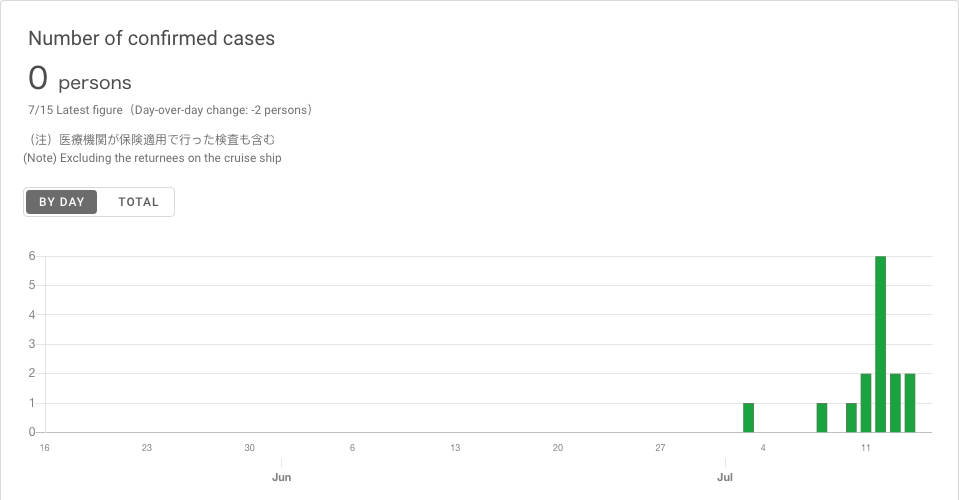 Number of confirmed cases
0 persons
7/15 Latest figure（Day-over-day change: -2 persons）
（注）医療機関が保険適用で行った検査も含む
(Note) Excluding the returnees on the cruise ship
BY DAY TOTAL
6
5
4
3
2
1
0
16 23 30 6 13 20 27 4 11
Jun Jul